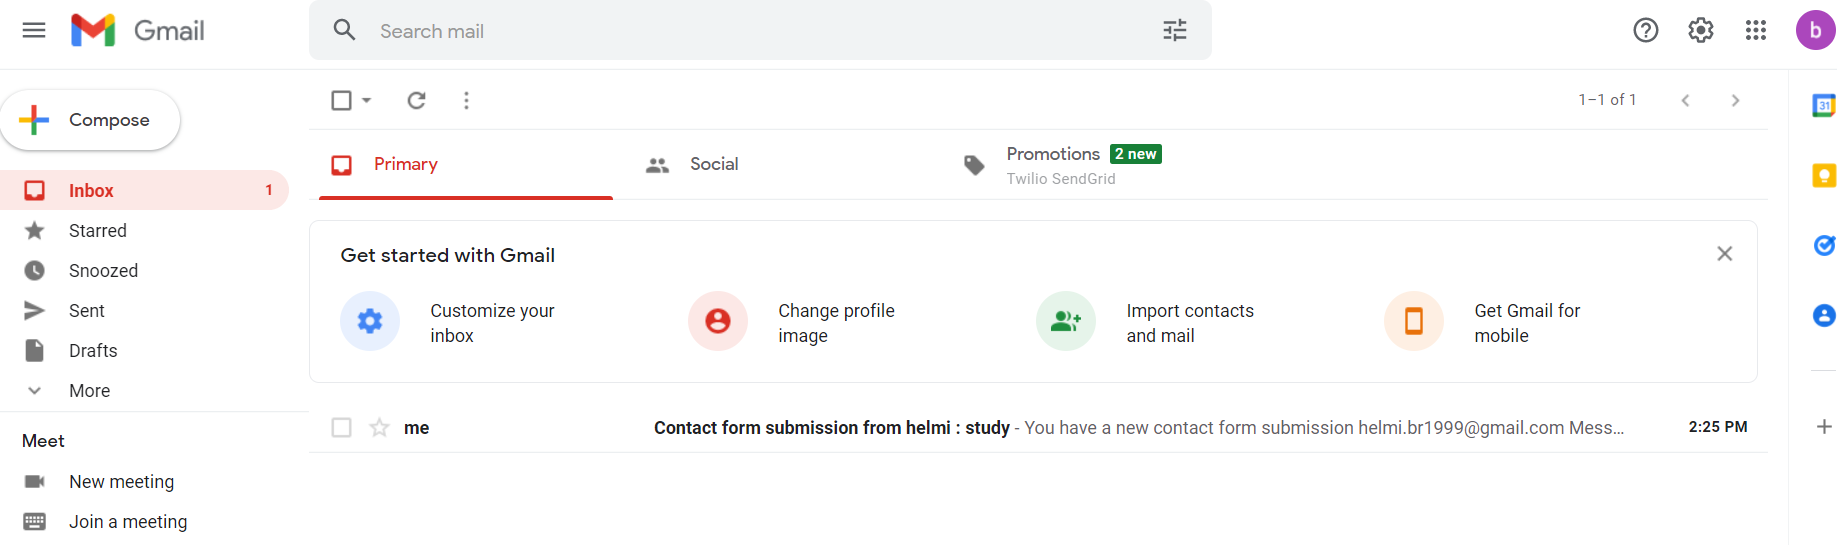 Gmail
Search mail
b
Compose
1–1 of 1
31
Primary
Social
Promotions 2 new
Twilio SendGrid
Inbox 1
Starred
Snoozed
Sent
Drafts
More
Get started with Gmail
Customize your
inbox
Change profile
image
Import contacts
and mail
Get Gmail for
mobile
me Contact form submission from helmi : study - You have a new contact form submission helmi.br1999@gmail.com Mess... 2:25 PM
Meet
New meeting
Join a meeting